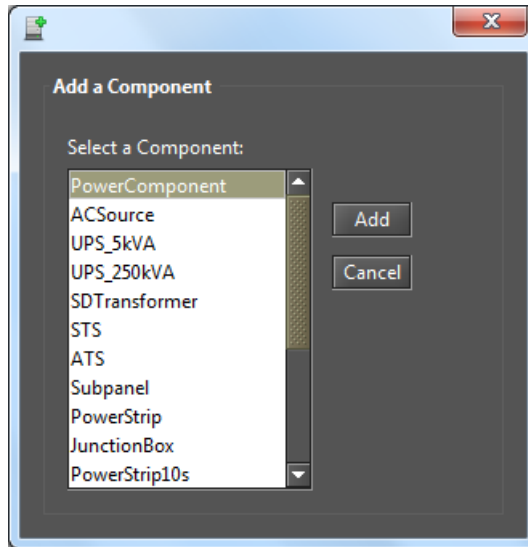 Add a Component
Select a Component:
PowerComponent
ACSource
UPS_5kVA
UPS_250kVA
SDTransformer
STS
ATS
Subpanel
PowerStrip
JunctionBox
PowerStrip10s
Add
Cancel